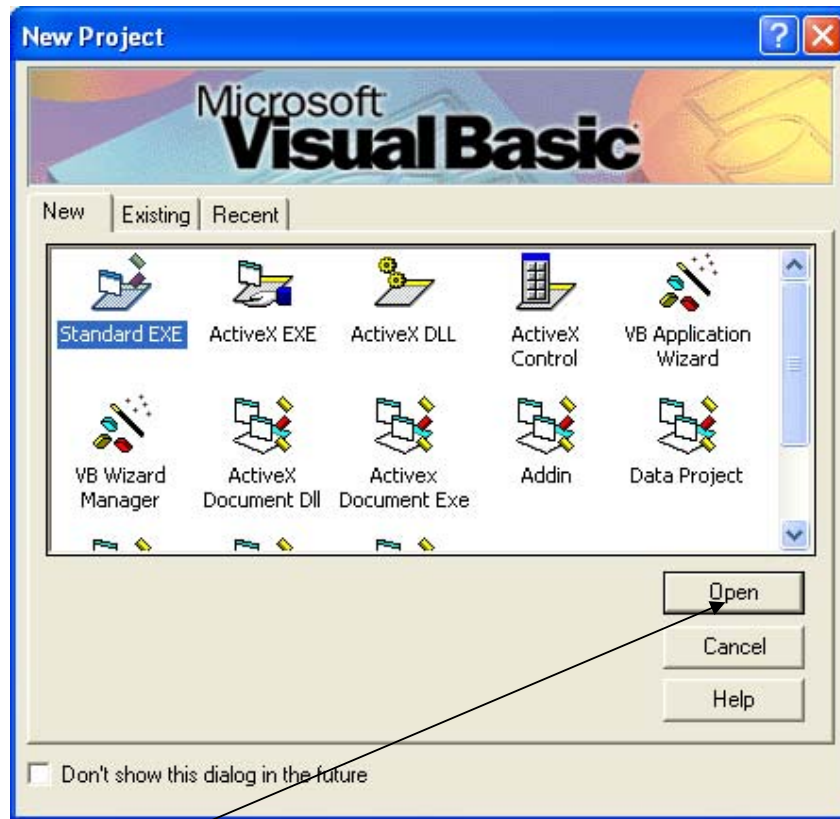 New Project
Microsoft
Visual Basic
New Existing Recent
Standard EXE ActiveX EXE ActiveX DLL ActiveX Control VB Application Wizard
VB Wizard Manager ActiveX Document Dll Activex Document Exe Addin Data Project
Open
Cancel
Help
Don't show this dialog in the future